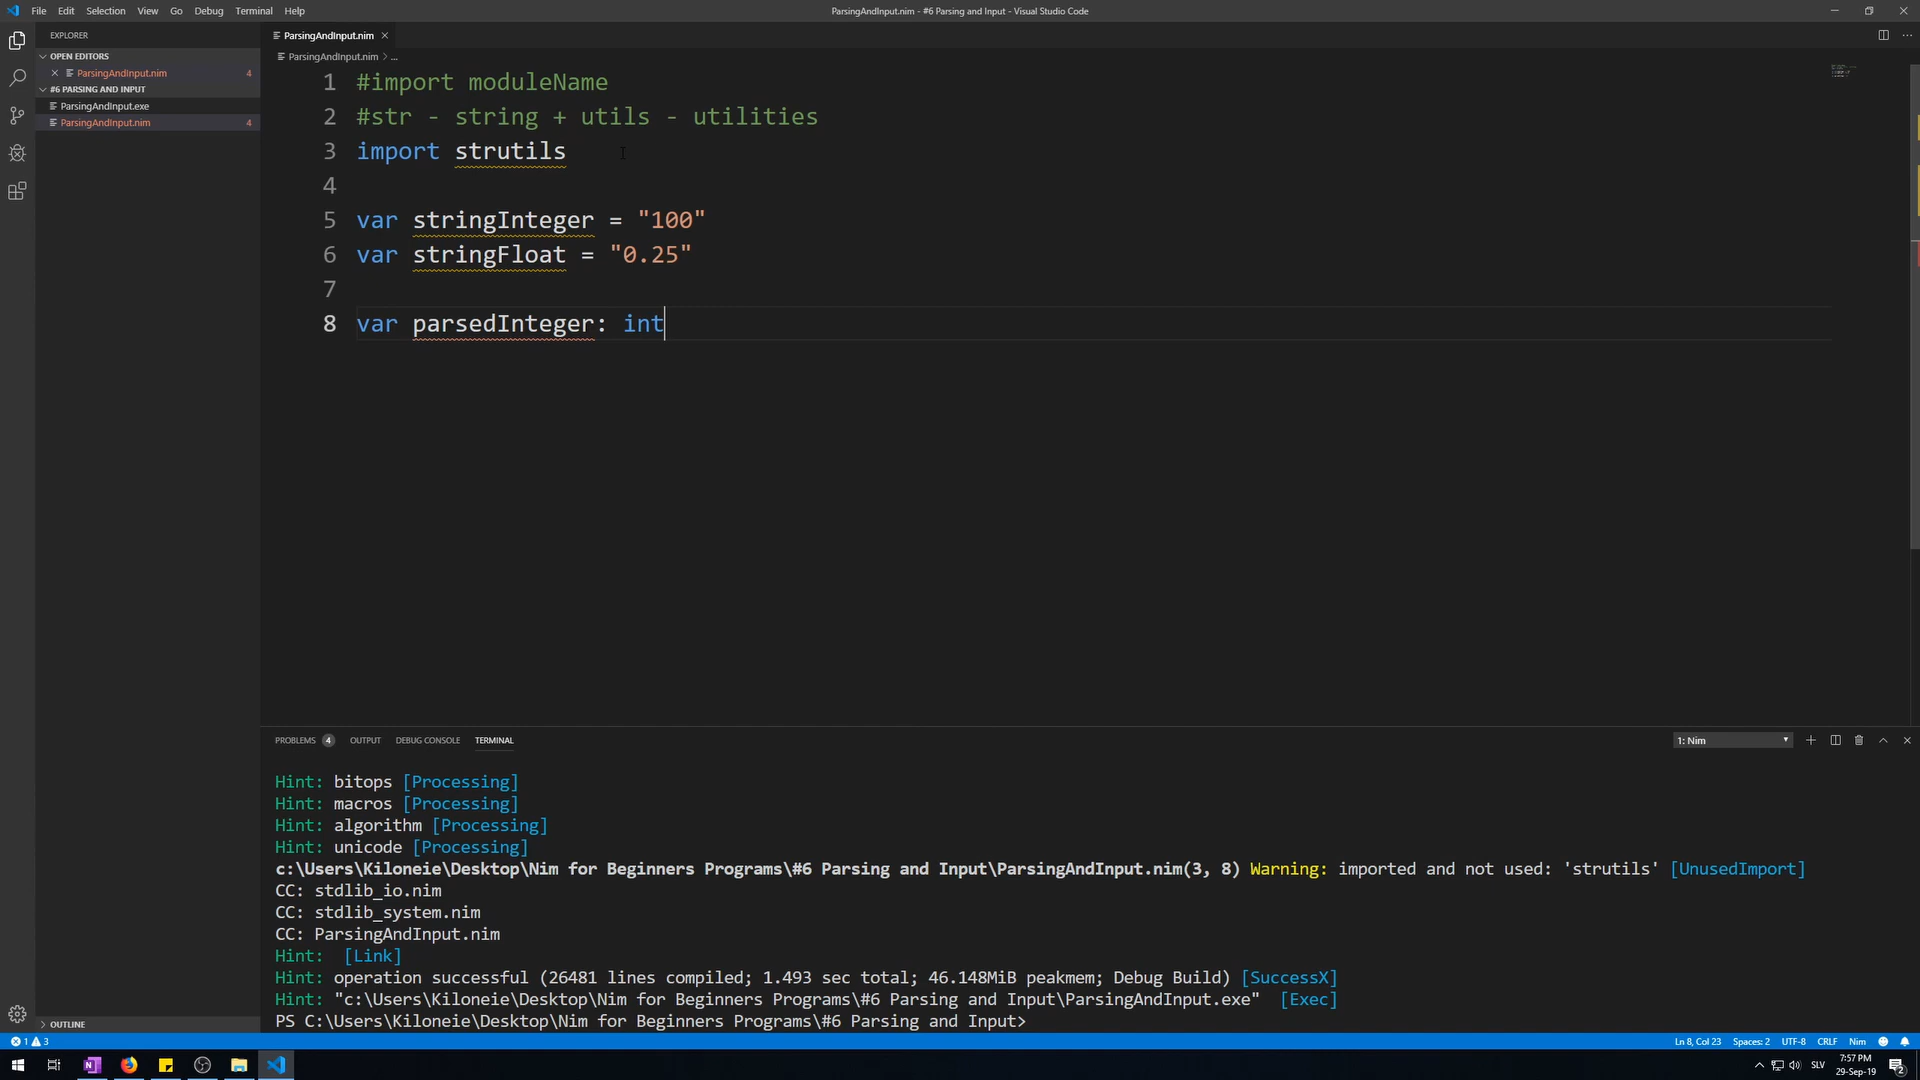 File Edit Selection View Go Debug Terminal Help
ParsingAndInput.nim - #6 Parsing and Input - Visual Studio Code
EXPLORER
OPEN EDITORS
ParsingAndInput.nim 4
#6 PARSING AND INPUT
ParsingAndInput.exe
ParsingAndInput.nim 4
OUTLINE
ParsingAndInput.nim
ParsingAndInput.nim > ...
1 #import moduleName
2 #str - string + utils - utilities
3 import strutils
4
5 var stringInteger = "100"
6 var stringFloat = "0.25"
7
8 var parsedInteger: int
PROBLEMS 4 OUTPUT DEBUG CONSOLE TERMINAL 1: Nim
Hint: bitops [Processing]
Hint: macros [Processing]
Hint: algorithm [Processing]
Hint: unicode [Processing]
c:\Users\Kiloneie\Desktop\Nim for Beginners Programs\#6 Parsing and Input\ParsingAndInput.nim(3, 8) Warning: imported and not used: 'strutils' [UnusedImport]
CC: stdlib_io.nim
CC: stdlib_system.nim
CC: ParsingAndInput.nim
Hint:  [Link]
Hint: operation successful (26481 lines compiled; 1.493 sec total; 46.148MiB peakmem; Debug Build) [SuccessX]
Hint: "c:\Users\Kiloneie\Desktop\Nim for Beginners Programs\#6 Parsing and Input\ParsingAndInput.exe"  [Exec]
PS C:\Users\Kiloneie\Desktop\Nim for Beginners Programs\#6 Parsing and Input>
1 3 Ln 8, Col 23 Spaces: 2 UTF-8 CRLF Nim
SLV 7:57 PM
29-Sep-19 2